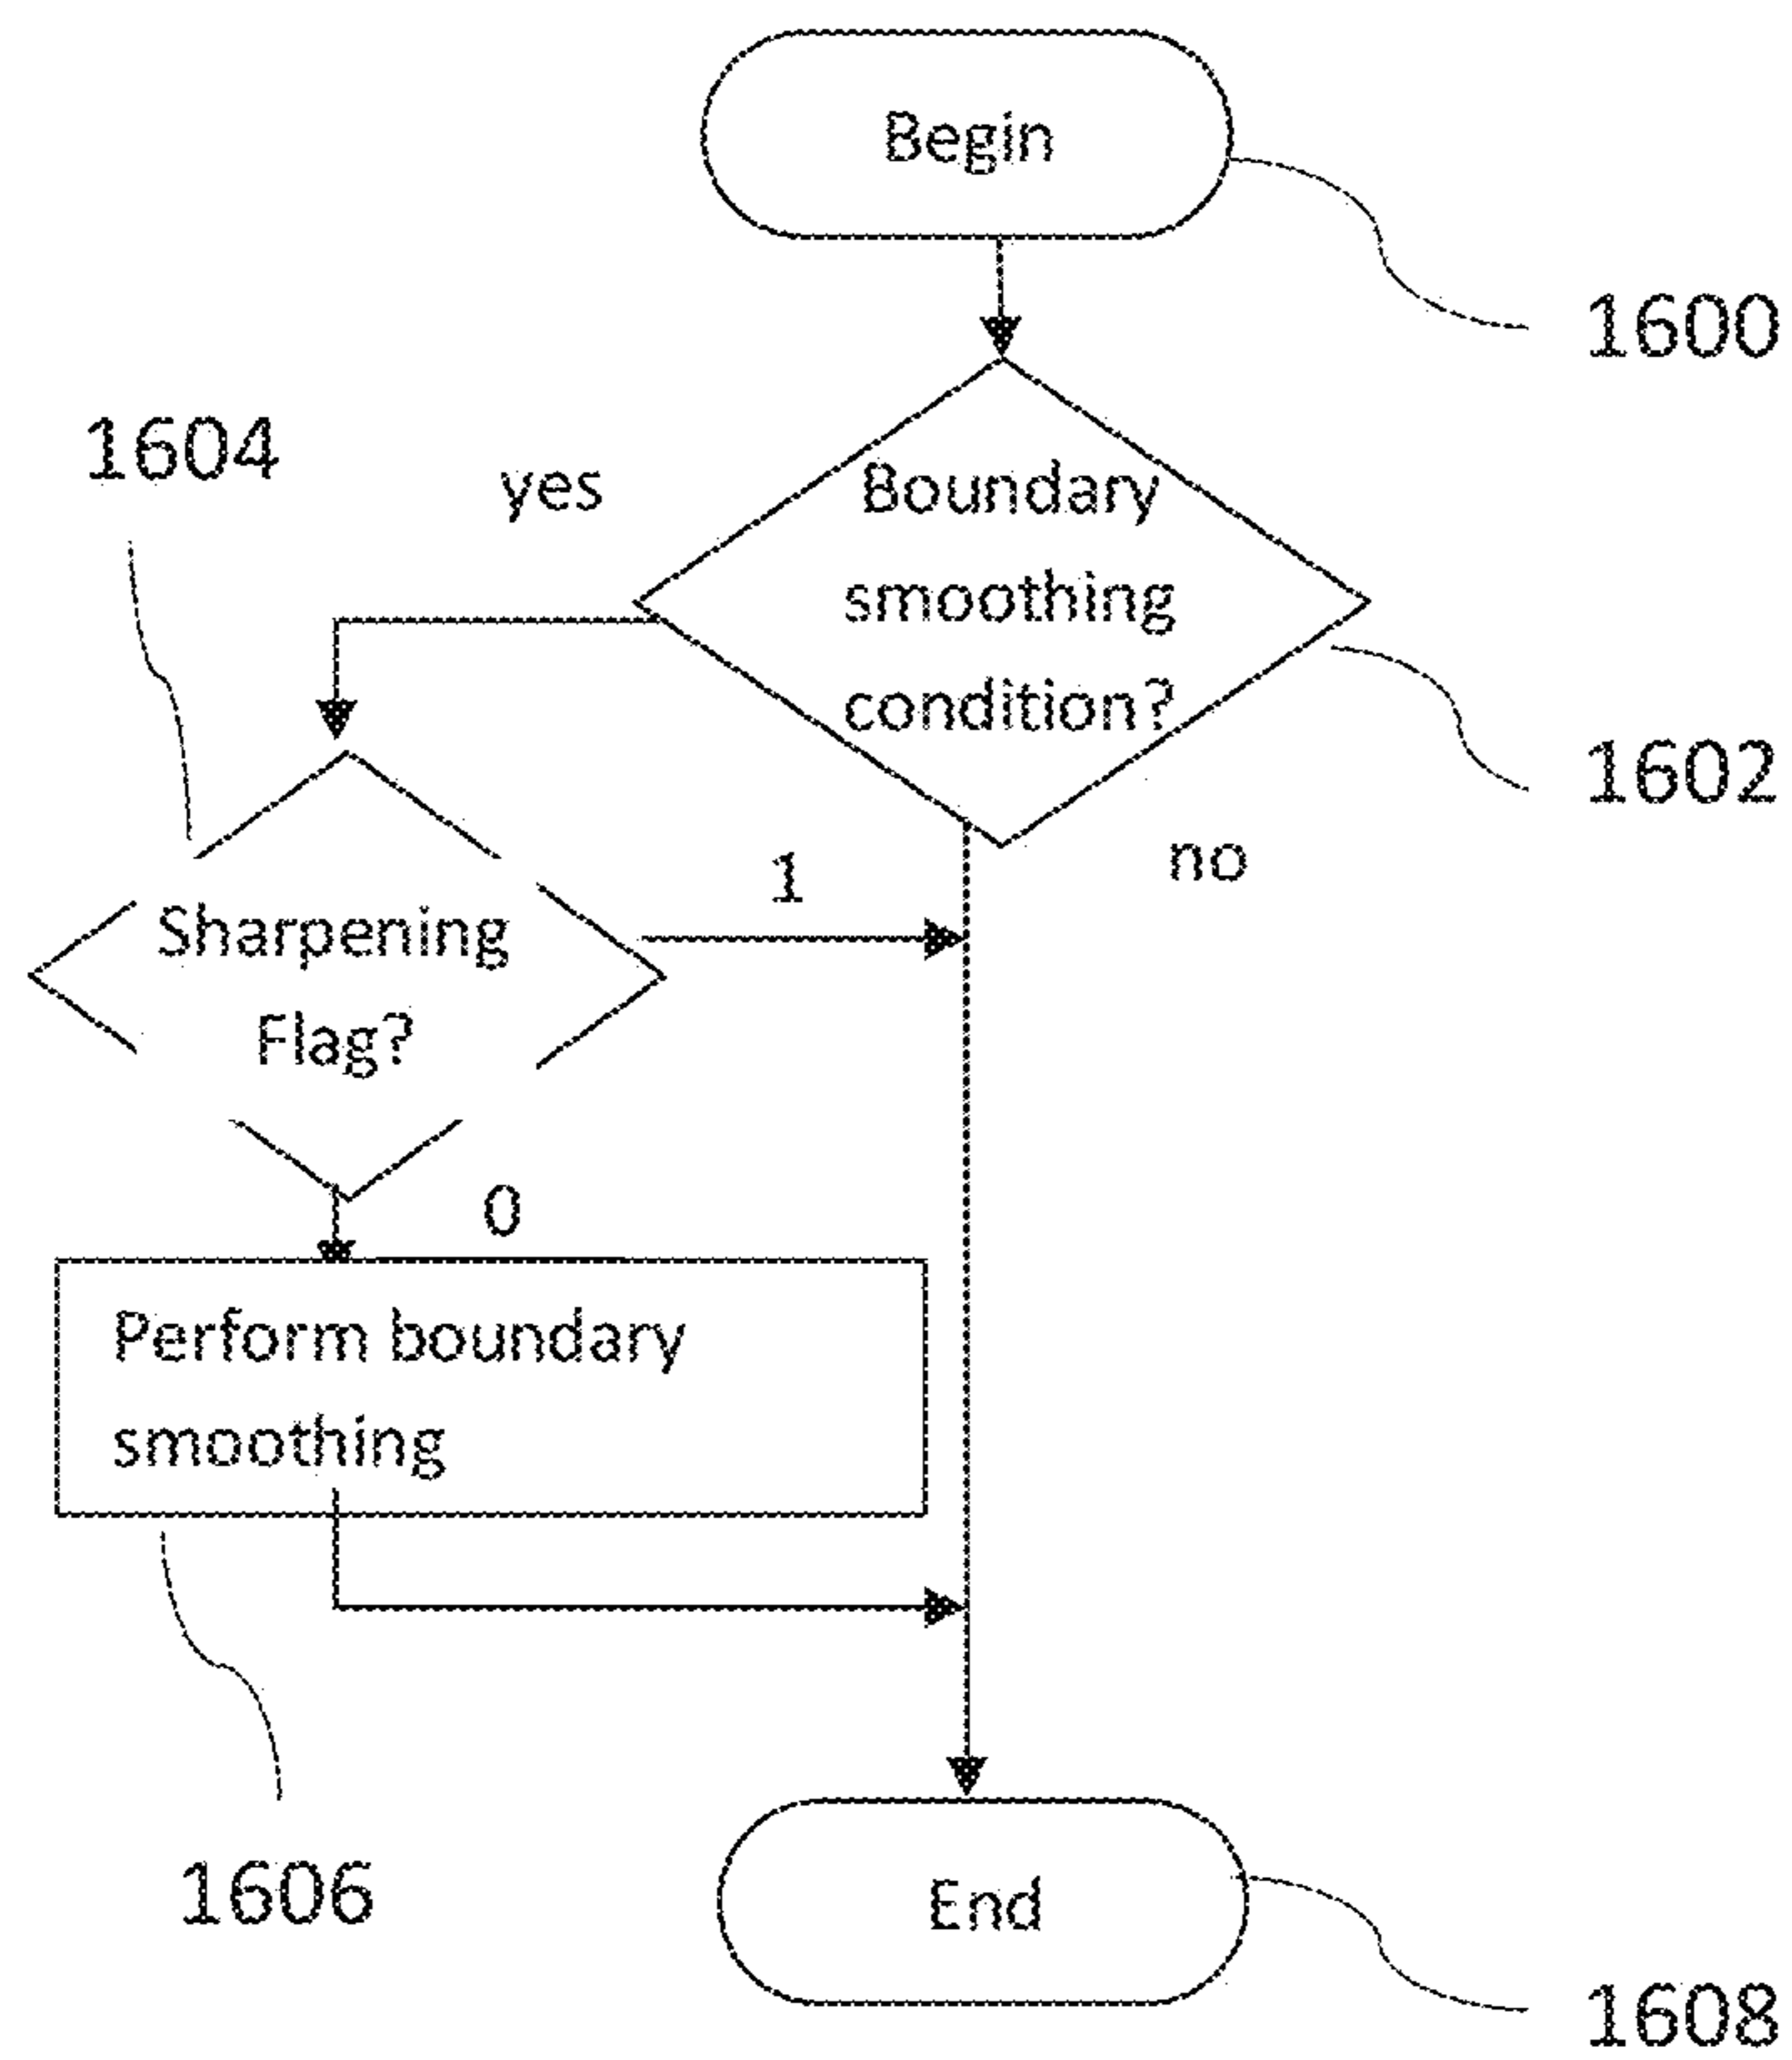 Begin
1600
1604
yes
Boundary
smoothing
condition?
1602
no
1
Sharpening
Flag?
0
Perform boundary
smoothing
1606
End
1608